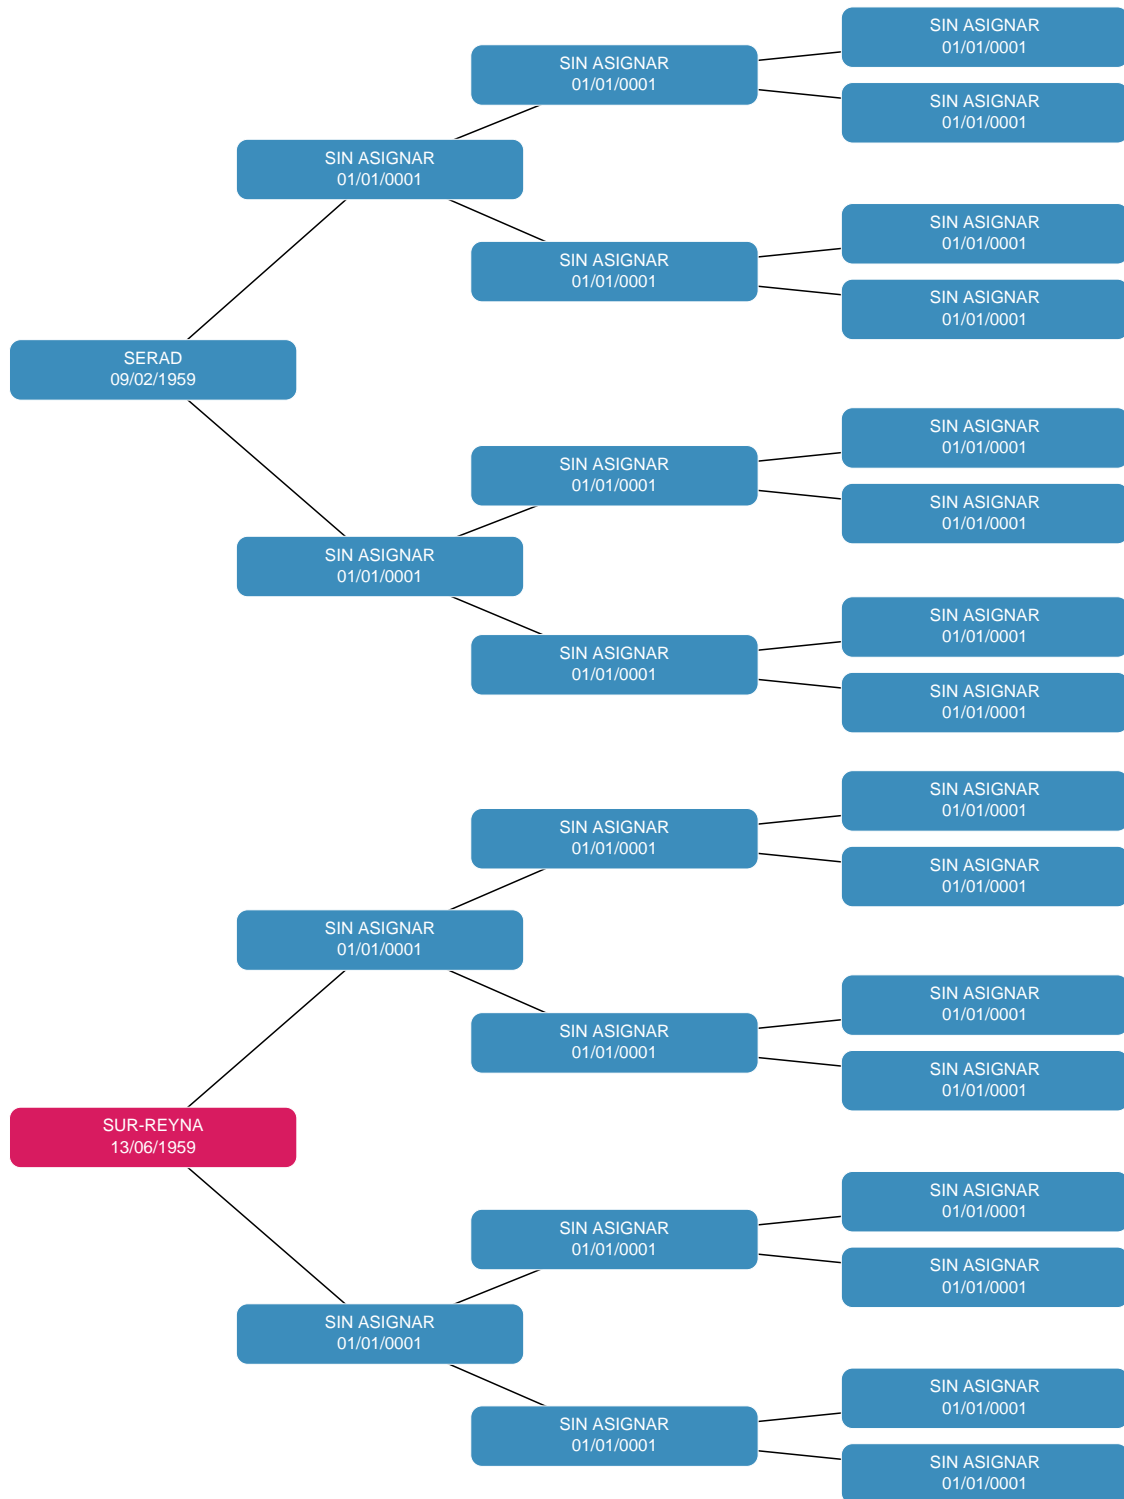 SIN ASIGNAR
01/01/0001
SIN ASIGNAR
01/01/0001
SIN ASIGNAR
01/01/0001
SIN ASIGNAR
01/01/0001
SIN ASIGNAR
01/01/0001
SIN ASIGNAR
01/01/0001
SIN ASIGNAR
01/01/0001
SERAD
09/02/1959
SIN ASIGNAR
01/01/0001
SIN ASIGNAR
01/01/0001
SIN ASIGNAR
01/01/0001
SIN ASIGNAR
01/01/0001
SIN ASIGNAR
01/01/0001
SIN ASIGNAR
01/01/0001
SIN ASIGNAR
01/01/0001
SIN ASIGNAR
01/01/0001
SIN ASIGNAR
01/01/0001
SIN ASIGNAR
01/01/0001
SIN ASIGNAR
01/01/0001
SIN ASIGNAR
01/01/0001
SIN ASIGNAR
01/01/0001
SIN ASIGNAR
01/01/0001
SUR-REYNA
13/06/1959
SIN ASIGNAR
01/01/0001
SIN ASIGNAR
01/01/0001
SIN ASIGNAR
01/01/0001
SIN ASIGNAR
01/01/0001
SIN ASIGNAR
01/01/0001
SIN ASIGNAR
01/01/0001
SIN ASIGNAR
01/01/0001